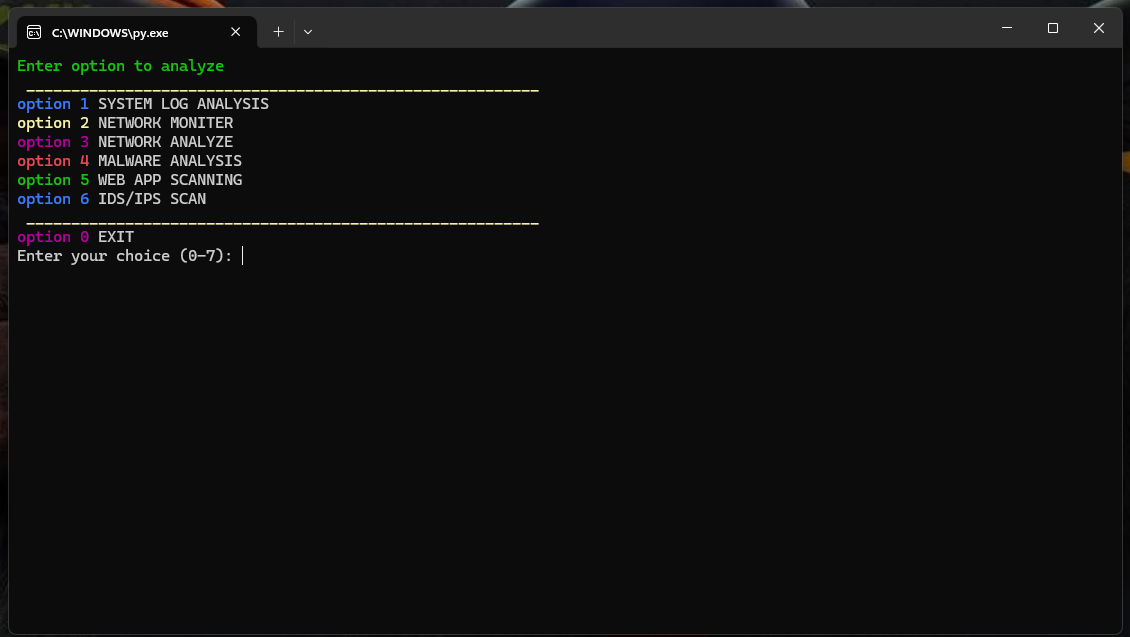 C:\WINDOWS\py.exe
Enter option to analyze
_________________________________________________________
option 1 SYSTEM LOG ANALYSIS
option 2 NETWORK MONITER
option 3 NETWORK ANALYZE
option 4 MALWARE ANALYSIS
option 5 WEB APP SCANNING
option 6 IDS/IPS SCAN
_________________________________________________________
option 0 EXIT
Enter your choice (0-7):